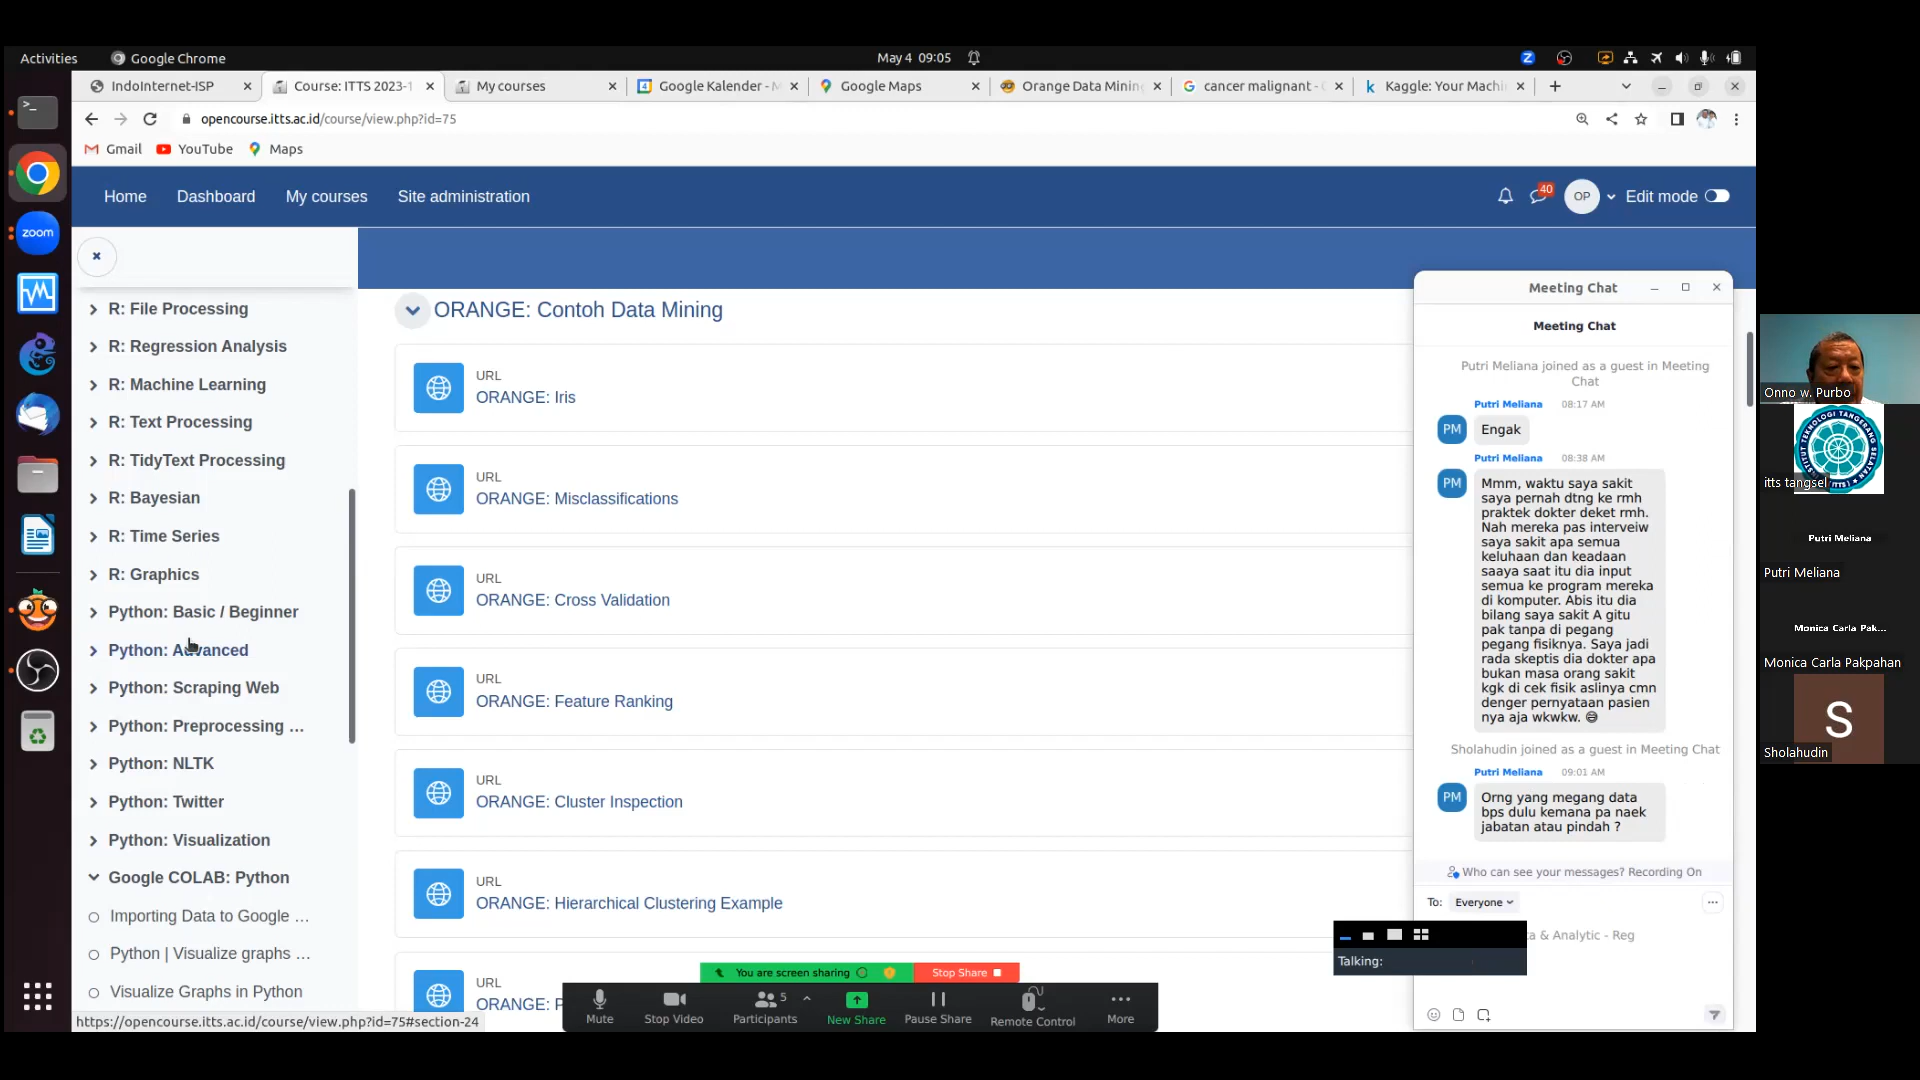 Activities
Google Chrome
May 4 09:05
IndoInternet-ISP
Course: ITTS 2023-1
My courses
Google Kalender - M
Google Maps
Orange Data Mining
cancer malignant -
Kaggle: Your Machi
opencourse.itts.ac.id/course/view.php?id=75
Gmail
YouTube
Maps
Home
Dashboard
My courses
Site administration
40
OP
Edit mode
zoom
R: File Processing
R: Regression Analysis
R: Machine Learning
R: Text Processing
R: TidyText Processing
R: Bayesian
R: Time Series
R: Graphics
Python: Basic / Beginner
Python: Advanced
Python: Scraping Web
Python: Preprocessing ...
Python: NLTK
Python: Twitter
Python: Visualization
Google COLAB: Python
Importing Data to Google ...
Python | Visualize graphs ...
Visualize Graphs in Python
https://opencourse.itts.ac.id/course/view.php?id=75#section-24
ORANGE: Contoh Data Mining
URL
ORANGE: Iris
URL
ORANGE: Misclassifications
URL
ORANGE: Cross Validation
URL
ORANGE: Feature Ranking
URL
ORANGE: Cluster Inspection
URL
ORANGE: Hierarchical Clustering Example
URL
ORANGE: P
You are screen sharing
Stop Share
Mute
Stop Video
5
Participants
New Share
Pause Share
Remote Control
More
Meeting Chat
Meeting Chat
Putri Meliana joined as a guest in Meeting
Chat
Putri Meliana 08:17 AM
PM
Engak
Putri Meliana 08:38 AM
PM
Mmm, waktu saya sakit
saya pernah dtng ke rmh
praktek dokter deket rmh.
Nah mereka pas interveiw
saya sakit apa semua
keluhaan dan keadaan
saaya saat itu dia input
semua ke program mereka
di komputer. Abis itu dia
bilang saya sakit A gitu
pak tanpa di pegang
pegang fisiknya. Saya jadi
rada skeptis dia dokter apa
bukan masa orang sakit
kgk di cek fisik aslinya cmn
denger pernyataan pasien
nya aja wkwkw. 😅
Sholahudin joined as a guest in Meeting Chat
Putri Meliana 09:01 AM
PM
Orng yang megang data
bps dulu kemana pa naek
jabatan atau pindah ?
Who can see your messages? Recording On
To: Everyone
ta & Analytic - Reg
Talking:
Onno w. Purbo
INSTITUT TEKNOLOGI TANGERANG SELATAN (ITTS)
itts tangsel
Putri Meliana
Putri Meliana
Monica Carla Pak...
Monica Carla Pakpahan
S
Sholahudin